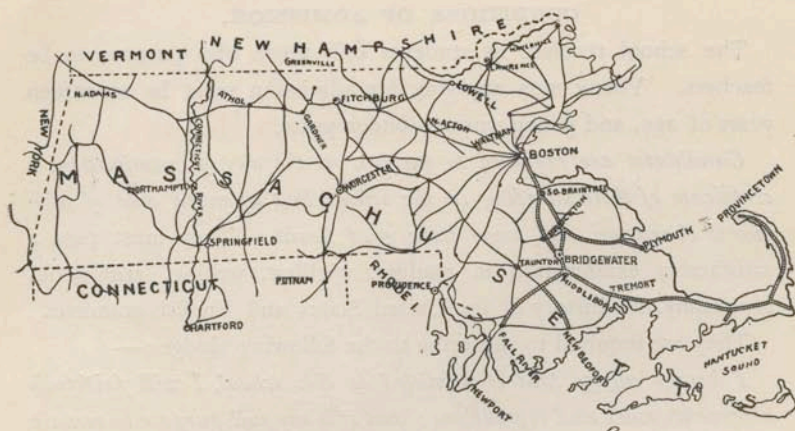 NEW HAMPSHIRE
VERMONT
GREENVILLE
HAVERHILL
LAWRENCE
LOWELL
N. ADAMS
ATHOL
FITCHBURG
GARDNER
N. ACTON
WALTHAM
NEW YORK
CONNECTICUT RIVER
BOSTON
MASSACHUSETTS
NORTHAMPTON
WORCESTER
SO. BRAINTREE
PROVINCETOWN
PLYMOUTH
SPRINGFIELD
TAUNTON
BRIDGEWATER
CONNECTICUT
PUTNAM
RHODE I.
PROVIDENCE
MIDDLEBORO
TREMONT
HARTFORD
FALL RIVER
NEW BEDFORD
NANTUCKET
SOUND
NEWPORT